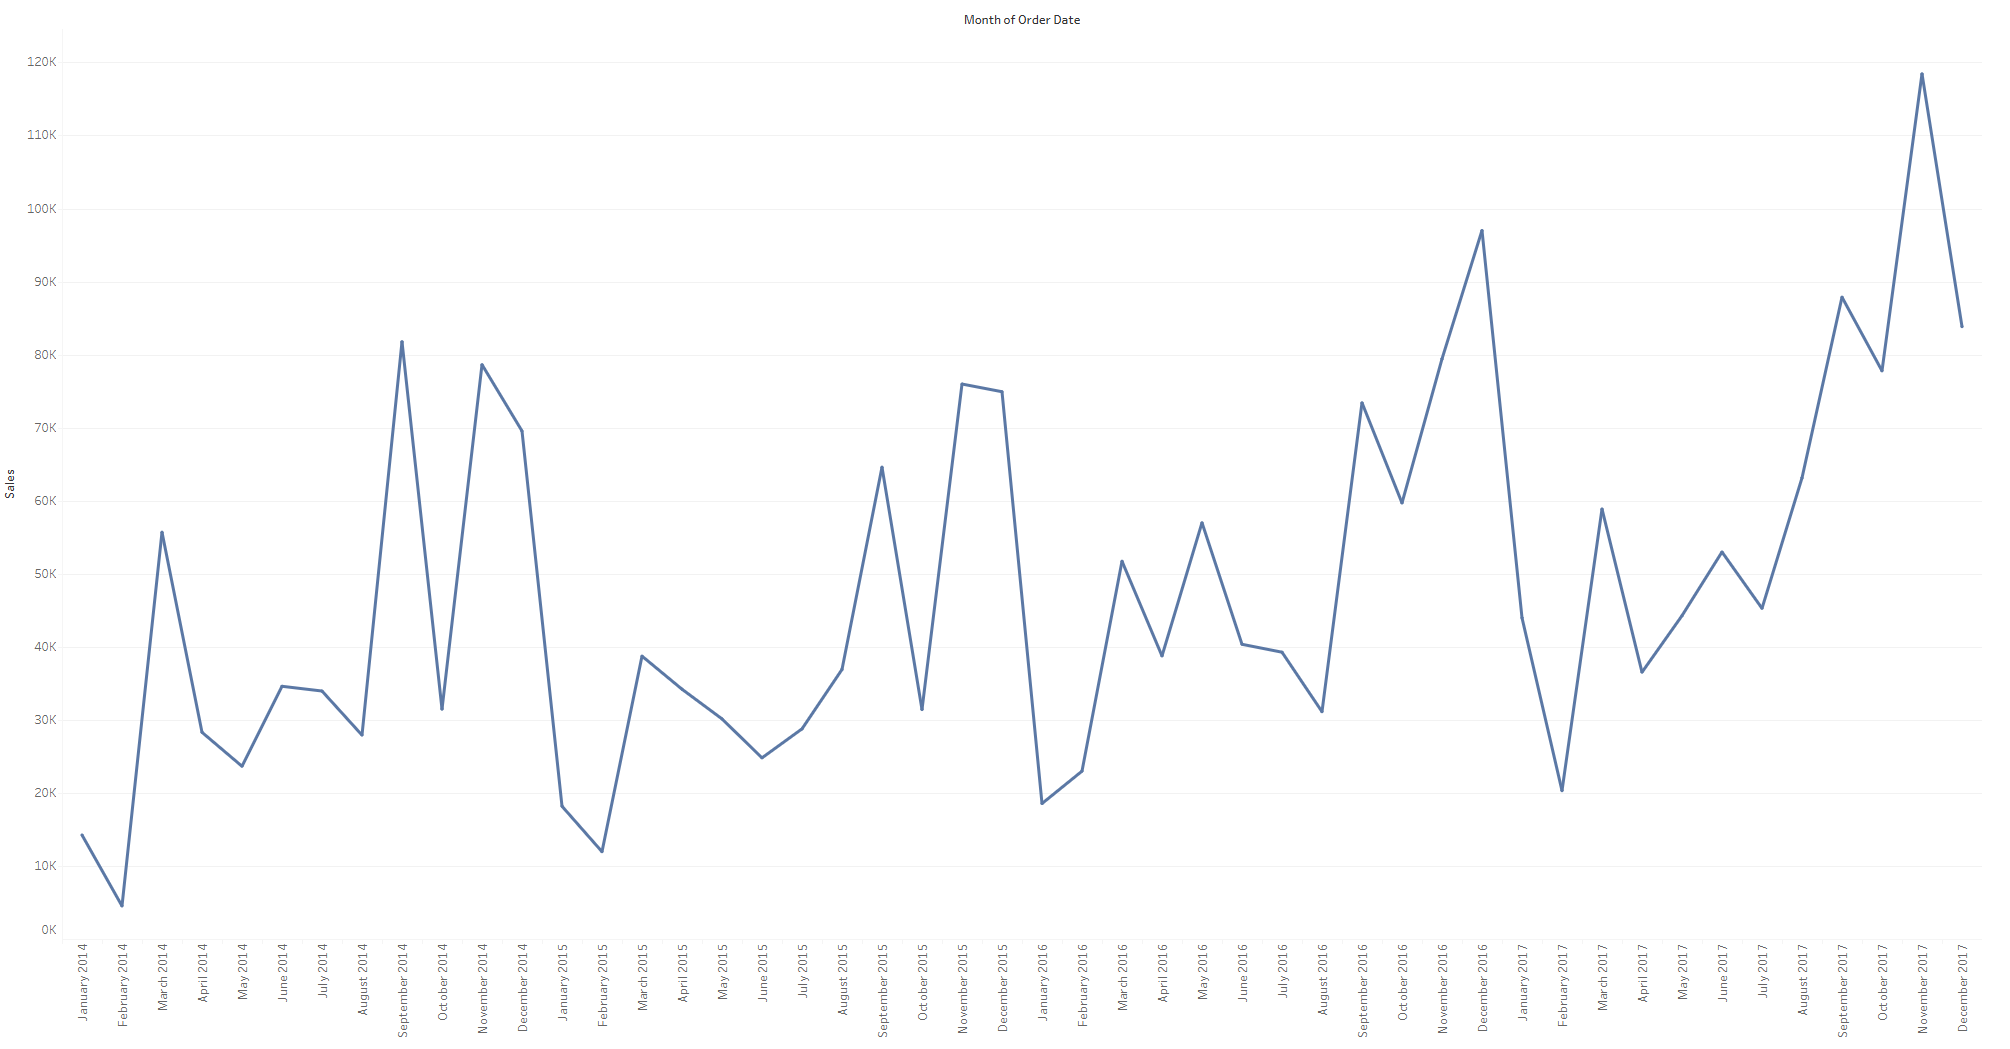 Month of Order Date
120K
110K
100K
90K
80K
70K
60K
50K
40K
30K
20K
10K
0K
Sales
January 2014
February 2014
March 2014
April 2014
May 2014
June 2014
July 2014
August 2014
September 2014
October 2014
November 2014
December 2014
January 2015
February 2015
March 2015
April 2015
May 2015
June 2015
July 2015
August 2015
September 2015
October 2015
November 2015
December 2015
January 2016
February 2016
March 2016
April 2016
May 2016
June 2016
July 2016
August 2016
September 2016
October 2016
November 2016
December 2016
January 2017
February 2017
March 2017
April 2017
May 2017
June 2017
July 2017
August 2017
September 2017
October 2017
November 2017
December 2017